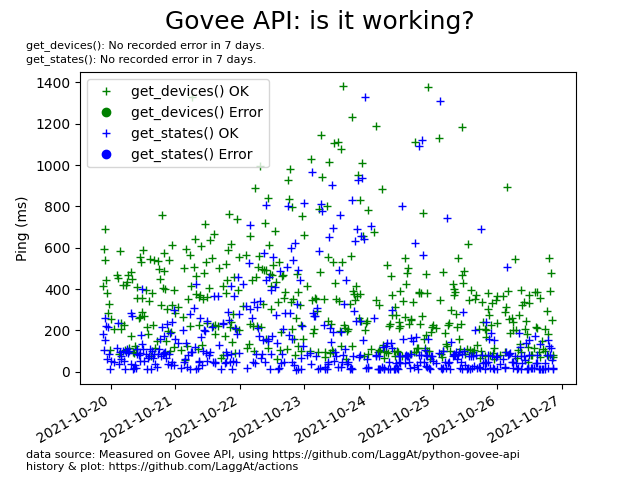 Govee API: is it working?
get_devices(): No recorded error in 7 days.
get_states(): No recorded error in 7 days.
get_devices() OK
get_devices() Error
get_states() OK
get_states() Error
Ping (ms)
1400
1200
1000
800
600
400
200
0
2021-10-20
2021-10-21
2021-10-22
2021-10-23
2021-10-24
2021-10-25
2021-10-26
2021-10-27
data source: Measured on Govee API, using https://github.com/LaggAt/python-govee-api
history & plot: https://github.com/LaggAt/actions